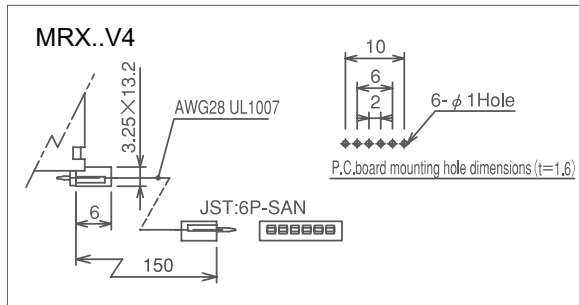 MRX..V4
10
6
2
6-φ1Hole
P.C.board mounting hole dimensions (t=1.6)
3.25×13.2
AWG28 UL1007
6
JST:6P-SAN
150